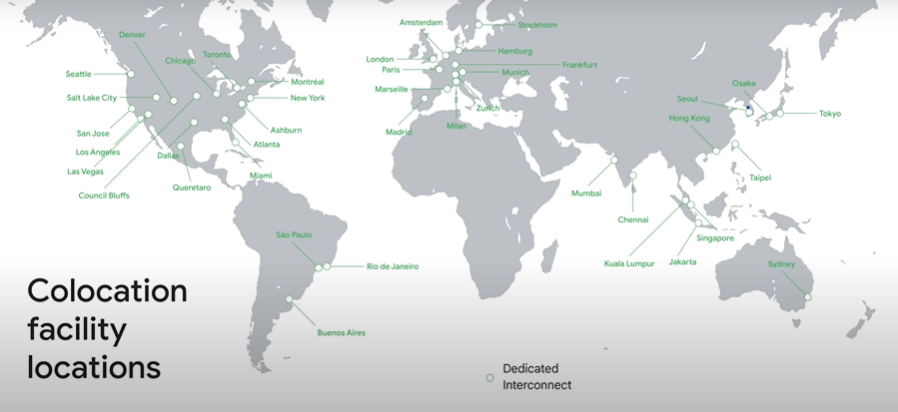 Amsterdam
Stockholm
Denver
Chicago
Toronto
Hamburg
London
Frankfurt
Paris
Munich
Seattle
Montréal
Marseille
Osaka
Salt Lake City
New York
Zurich
Seoul
Madrid
Milan
Hong Kong
Tokyo
San Jose
Ashburn
Los Angeles
Dallas
Atlanta
Las Vegas
Miami
Taipei
Queretaro
Council Bluffs
Mumbai
Chennai
São Paulo
Singapore
Rio de Janeiro
Kuala Lumpur
Jakarta
Sydney
Buenos Aires
Colocation
facility
locations
Dedicated
Interconnect